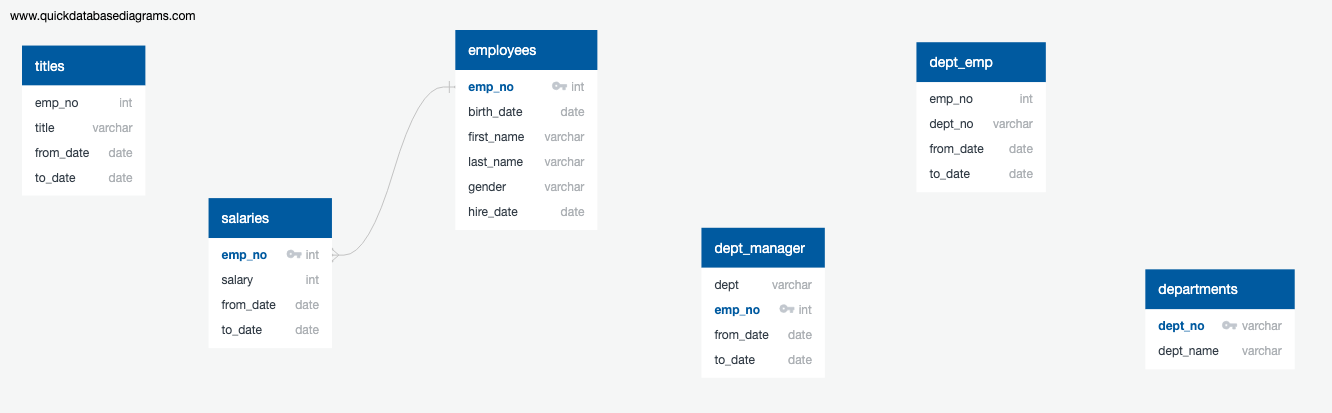 www.quickdatabasediagrams.com
titles
emp_no int
title varchar
from_date date
to_date date
salaries
emp_no int
salary int
from_date date
to_date date
employees
emp_no int
birth_date date
first_name varchar
last_name varchar
gender varchar
hire_date date
dept_manager
dept varchar
emp_no int
from_date date
to_date date
dept_emp
emp_no int
dept_no varchar
from_date date
to_date date
departments
dept_no varchar
dept_name varchar